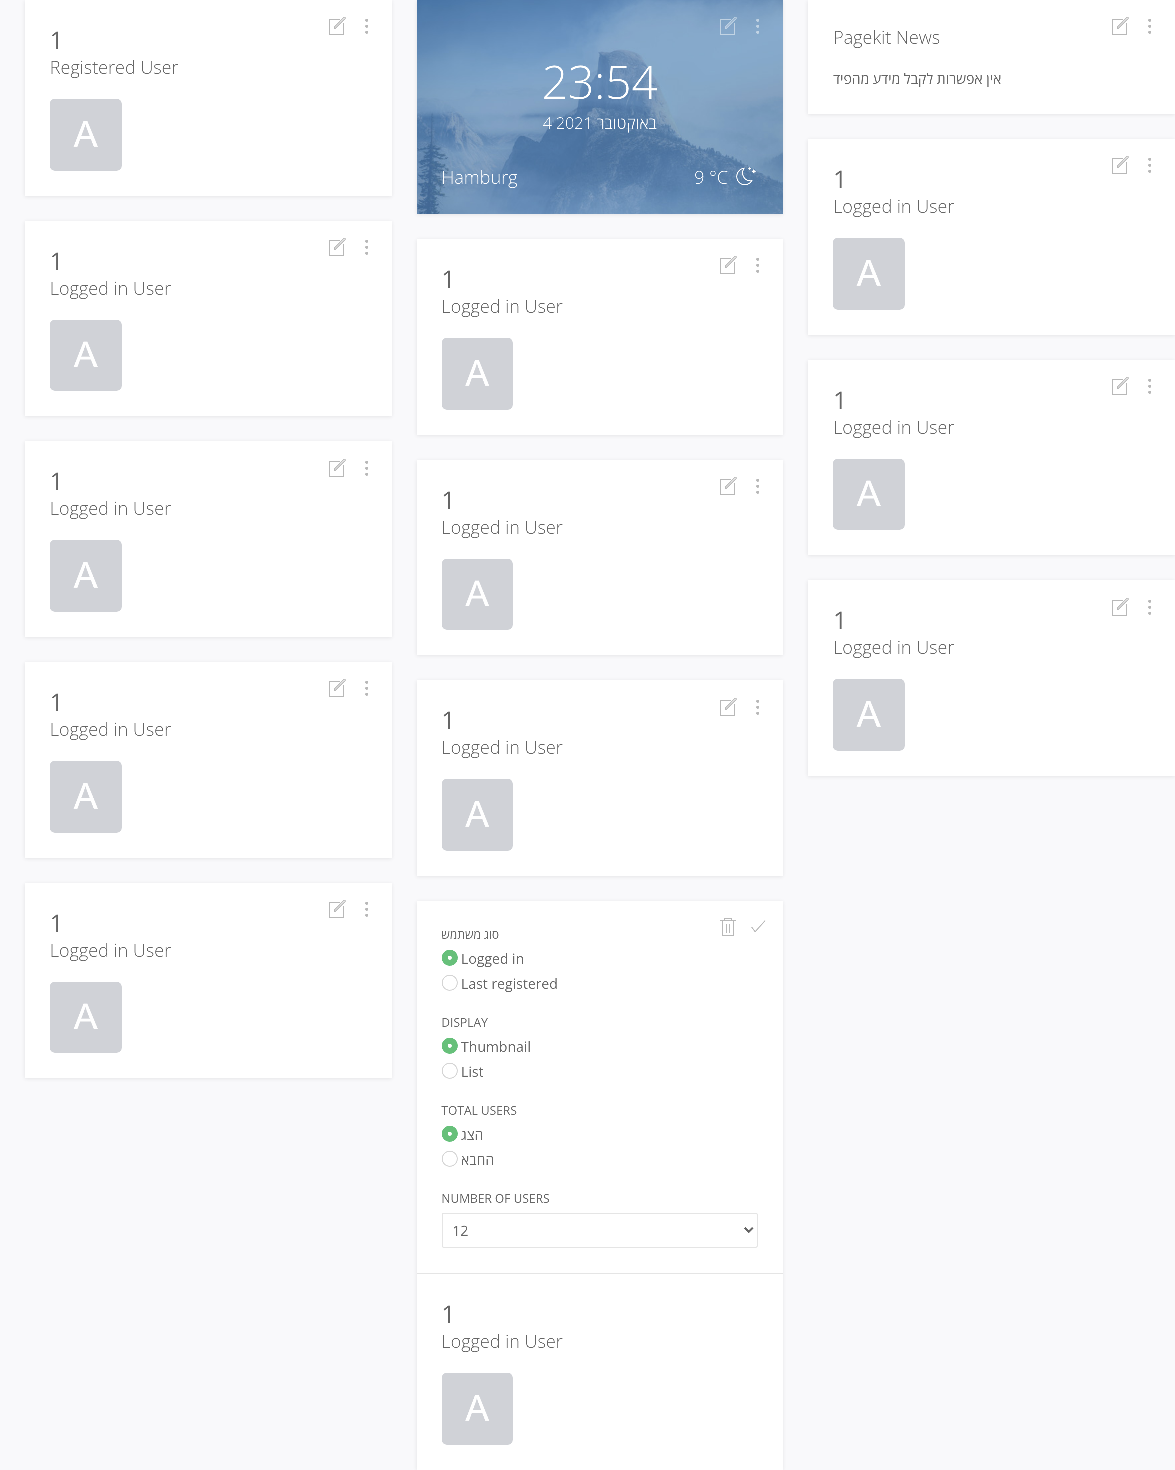 1
Registered User
A
1
Logged in User
A
1
Logged in User
A
1
Logged in User
A
1
Logged in User
A
23:54
4 באוקטובר 2021
Hamburg
9 °C
1
Logged in User
A
1
Logged in User
A
1
Logged in User
A
סוג משתמש
Logged in
Last registered
DISPLAY
Thumbnail
List
TOTAL USERS
הצג
החבא
NUMBER OF USERS
12
1
Logged in User
A
Pagekit News
אין אפשרות לקבל מידע מהפיד
1
Logged in User
A
1
Logged in User
A
1
Logged in User
A